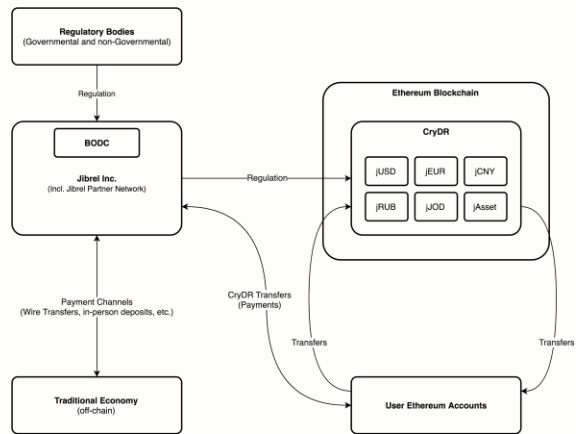 Regulatory Bodies
(Governmental and non-Governmental)
Regulation
BODC
Jibrel Inc.
(Incl. Jibrel Partner Network)
Regulation
Ethereum Blockchain
CryDR
jUSD
jEUR
jCNY
jRUB
jJOD
jAsset
Payment Channels
(Wire Transfers, in-person deposits, etc.)
CryDR Transfers
(Payments)
Transfers
Transfers
Traditional Economy
(off-chain)
User Ethereum Accounts